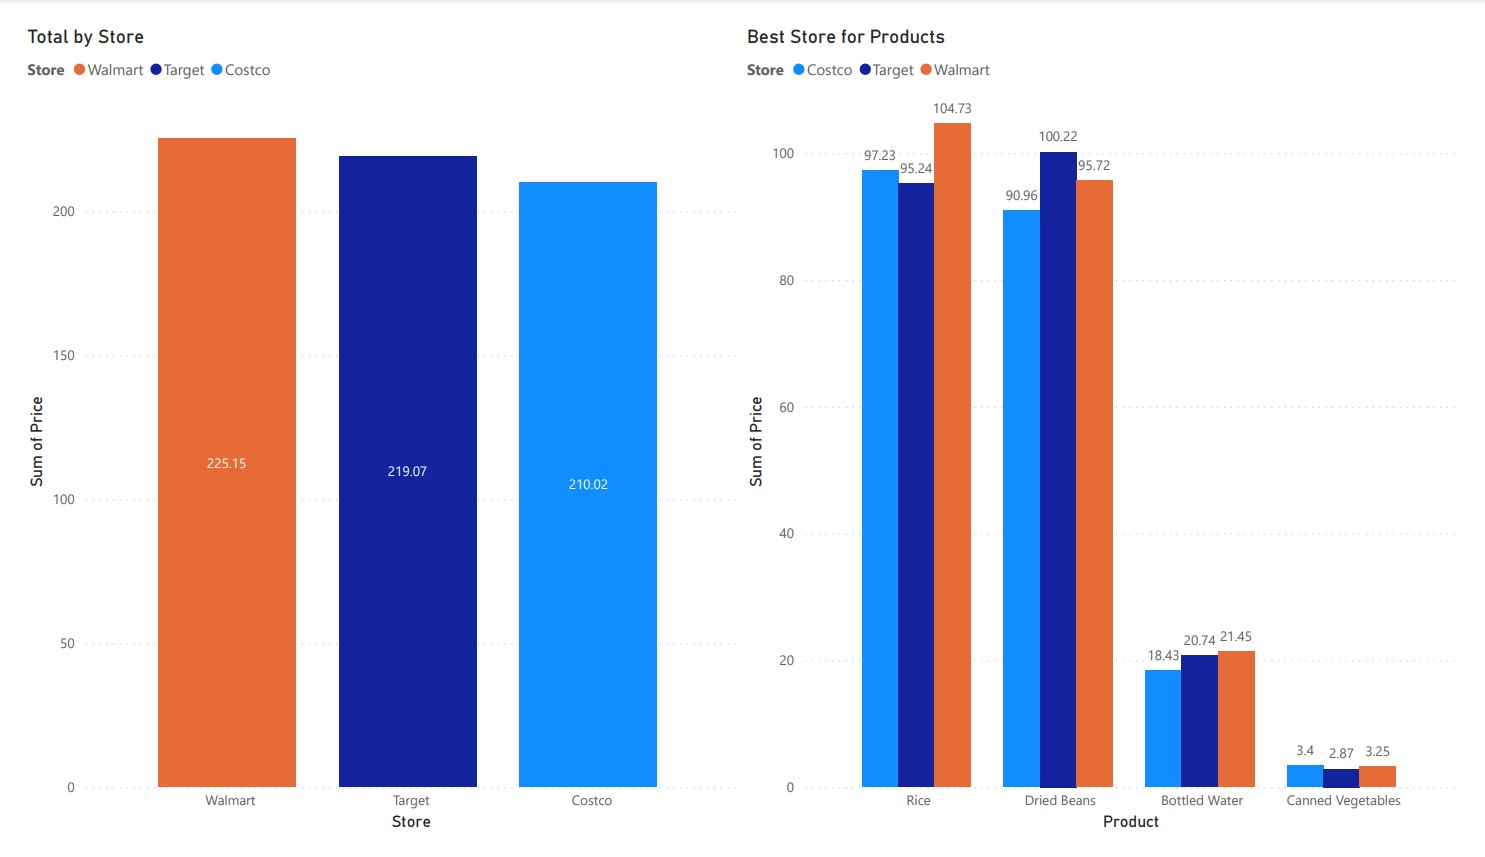 Total by Store
Store Walmart Target Costco
200
150
100
50
0
Sum of Price
225.15
219.07
210.02
Walmart Target Costco
Store
Best Store for Products
Store Costco Target Walmart
100
80
60
40
20
0
Sum of Price
97.23 95.24 104.73
90.96 100.22 95.72
18.43 20.74 21.45
3.4 2.87 3.25
Rice Dried Beans Bottled Water Canned Vegetables
Product